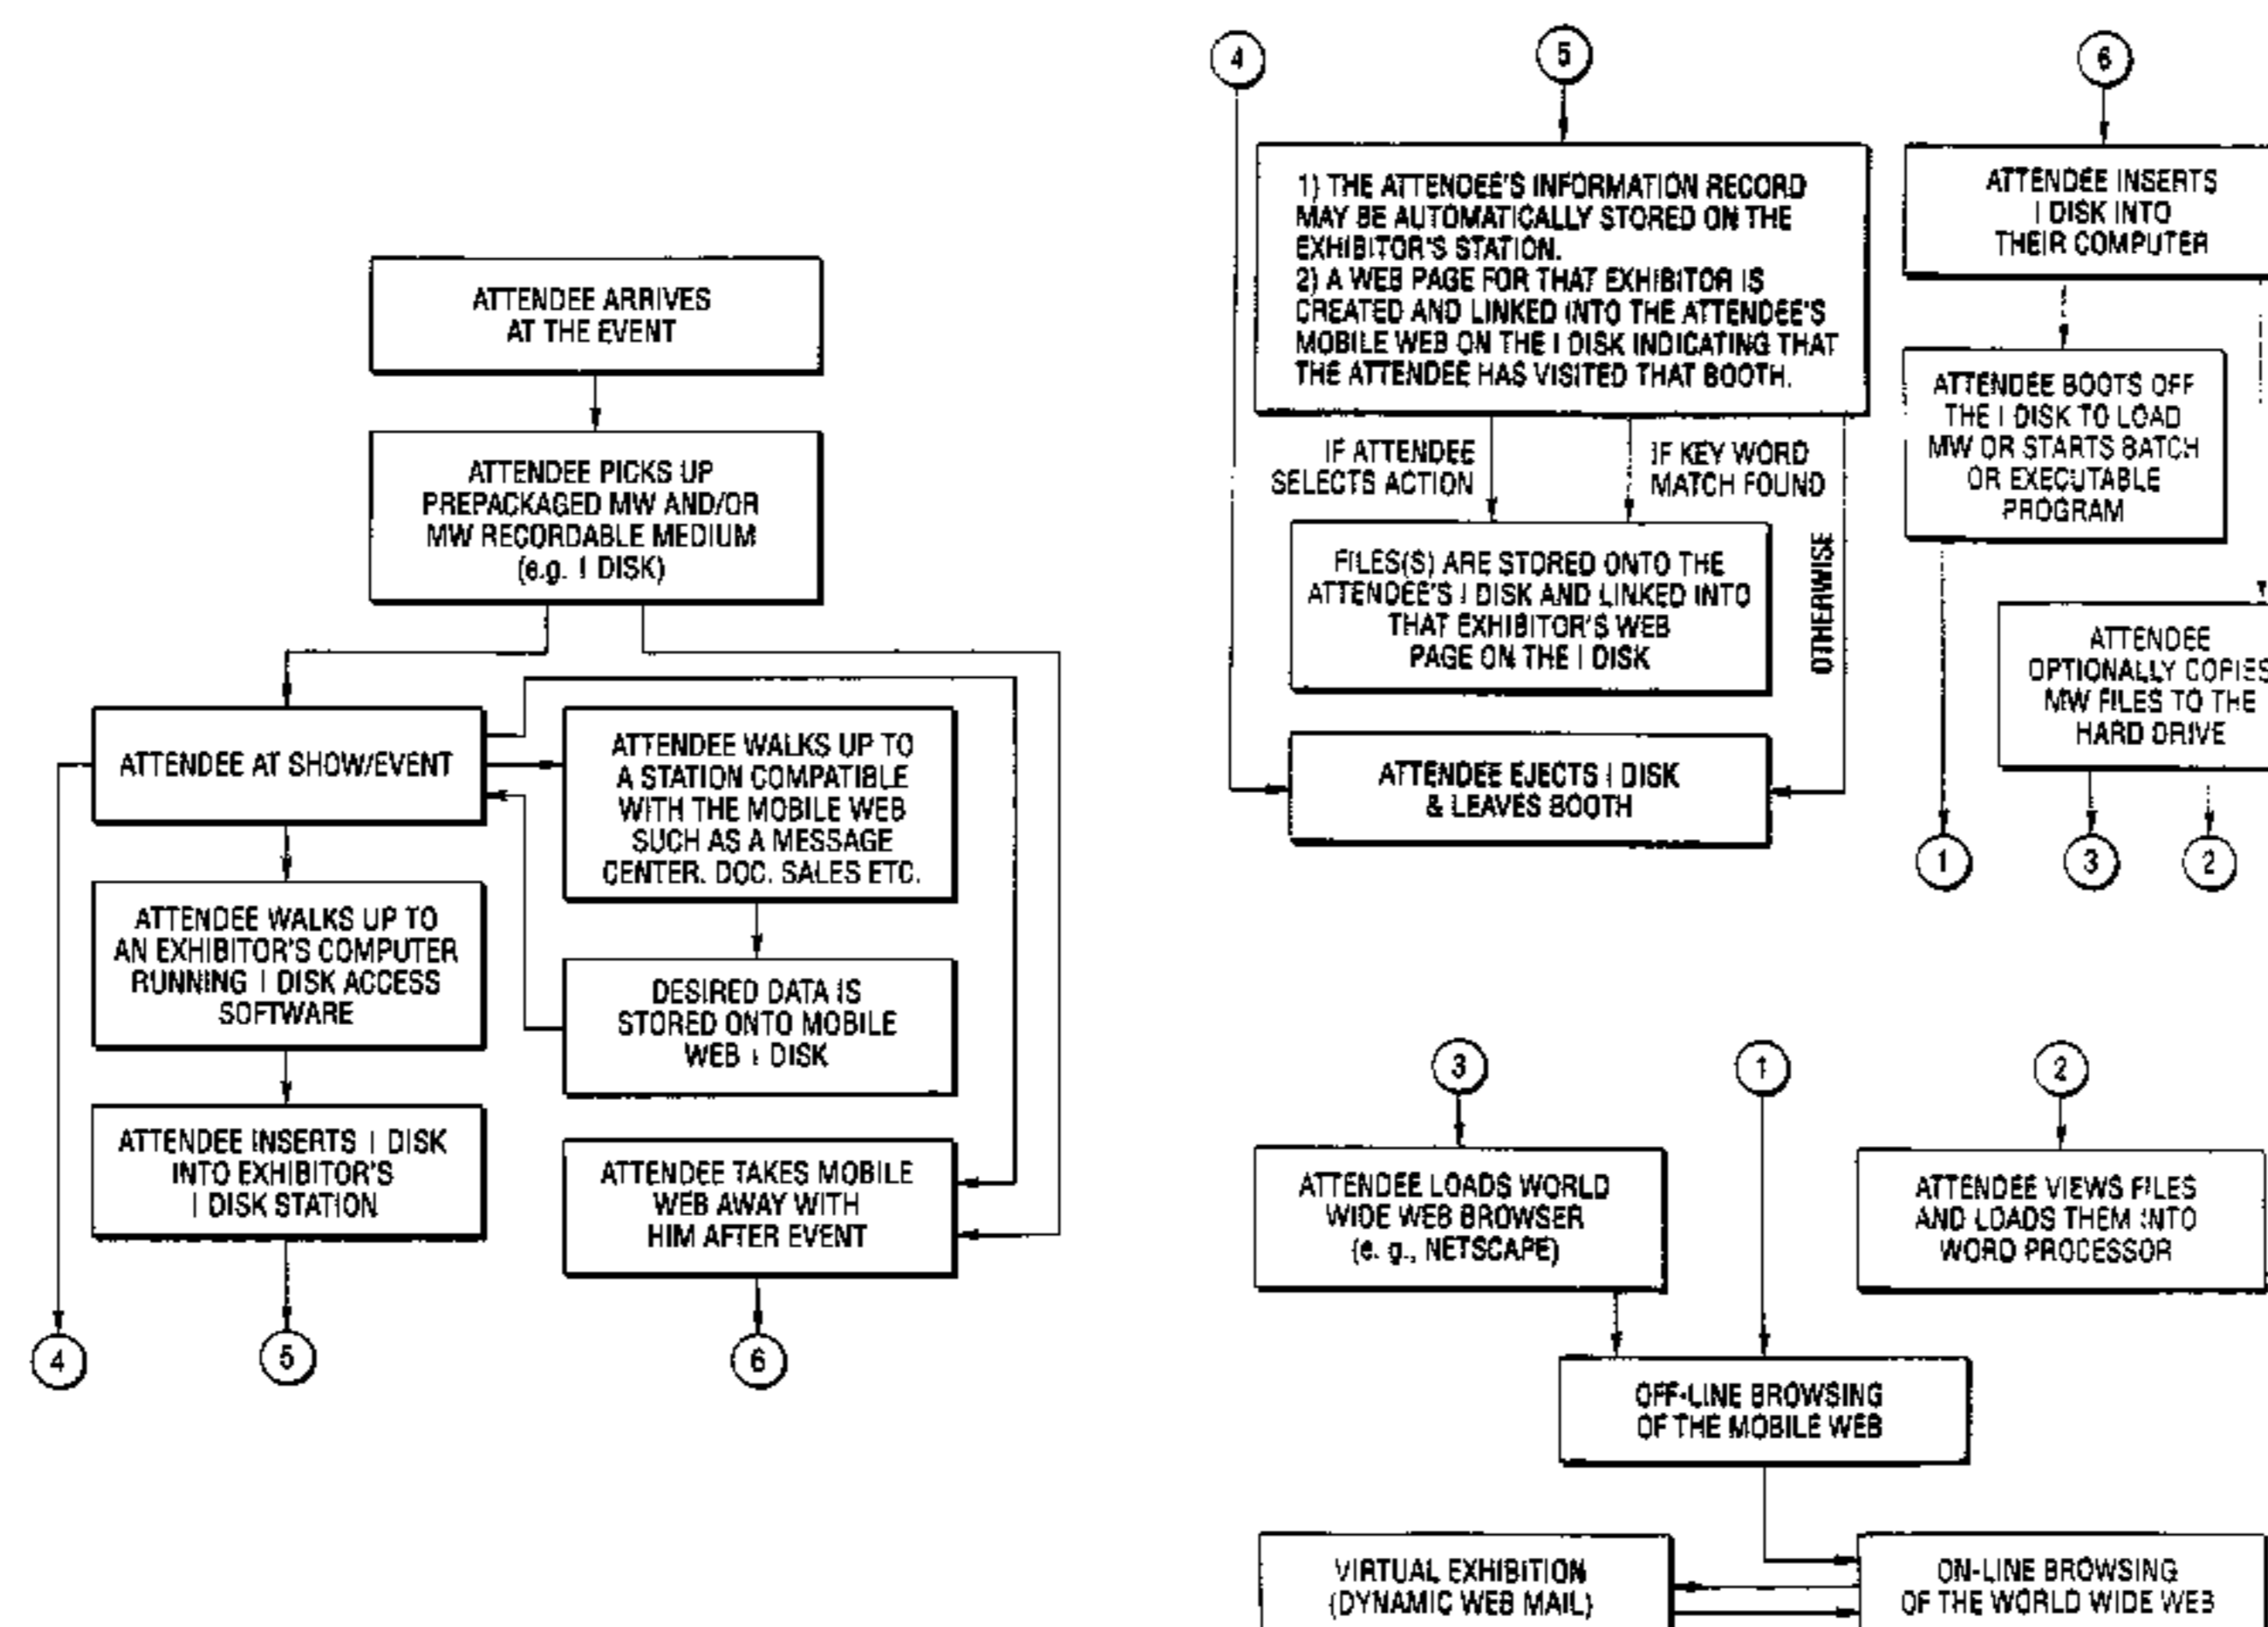 ATTENDEE ARRIVES
AT THE EVENT
ATTENDEE PICKS UP
PREPACKAGED MW AND/OR
MW RECORDABLE MEDIUM
(e.g. I DISK)
ATTENDEE AT SHOW/EVENT
ATTENDEE WALKS UP TO
A STATION COMPATIBLE
WITH THE MOBILE WEB
SUCH AS A MESSAGE
CENTER. DOC. SALES ETC.
ATTENDEE WALKS UP TO
AN EXHIBITOR'S COMPUTER
RUNNING I DISK ACCESS
SOFTWARE
DESIRED DATA IS
STORED ONTO MOBILE
WEB I DISK
ATTENDEE INSERTS I DISK
INTO EXHIBITOR'S
I DISK STATION
ATTENDEE TAKES MOBILE
WEB AWAY WITH
HIM AFTER EVENT
4
5
6
4
5
6
1) THE ATTENDEE'S INFORMATION RECORD
MAY BE AUTOMATICALLY STORED ON THE
EXHIBITOR'S STATION.
2) A WEB PAGE FOR THAT EXHIBITOR IS
CREATED AND LINKED INTO THE ATTENDEE'S
MOBILE WEB ON THE I DISK INDICATING THAT
THE ATTENDEE HAS VISITED THAT BOOTH.
IF ATTENDEE
SELECTS ACTION
IF KEY WORD
MATCH FOUND
OTHERWISE
FILES(S) ARE STORED ONTO THE
ATTENDEE'S I DISK AND LINKED INTO
THAT EXHIBITOR'S WEB
PAGE ON THE I DISK
ATTENDEE EJECTS I DISK
& LEAVES BOOTH
ATTENDEE INSERTS
I DISK INTO
THEIR COMPUTER
ATTENDEE BOOTS OFF
THE I DISK TO LOAD
MW OR STARTS BATCH
OR EXECUTABLE
PROGRAM
ATTENDEE
OPTIONALLY COPIES
MW FILES TO THE
HARD DRIVE
1
3
2
3
1
2
ATTENDEE LOADS WORLD
WIDE WEB BROWSER
(e. g., NETSCAPE)
ATTENDEE VIEWS FILES
AND LOADS THEM INTO
WORD PROCESSOR
OFF-LINE BROWSING
OF THE MOBILE WEB
VIRTUAL EXHIBITION
(DYNAMIC WEB MAIL)
ON-LINE BROWSING
OF THE WORLD WIDE WEB